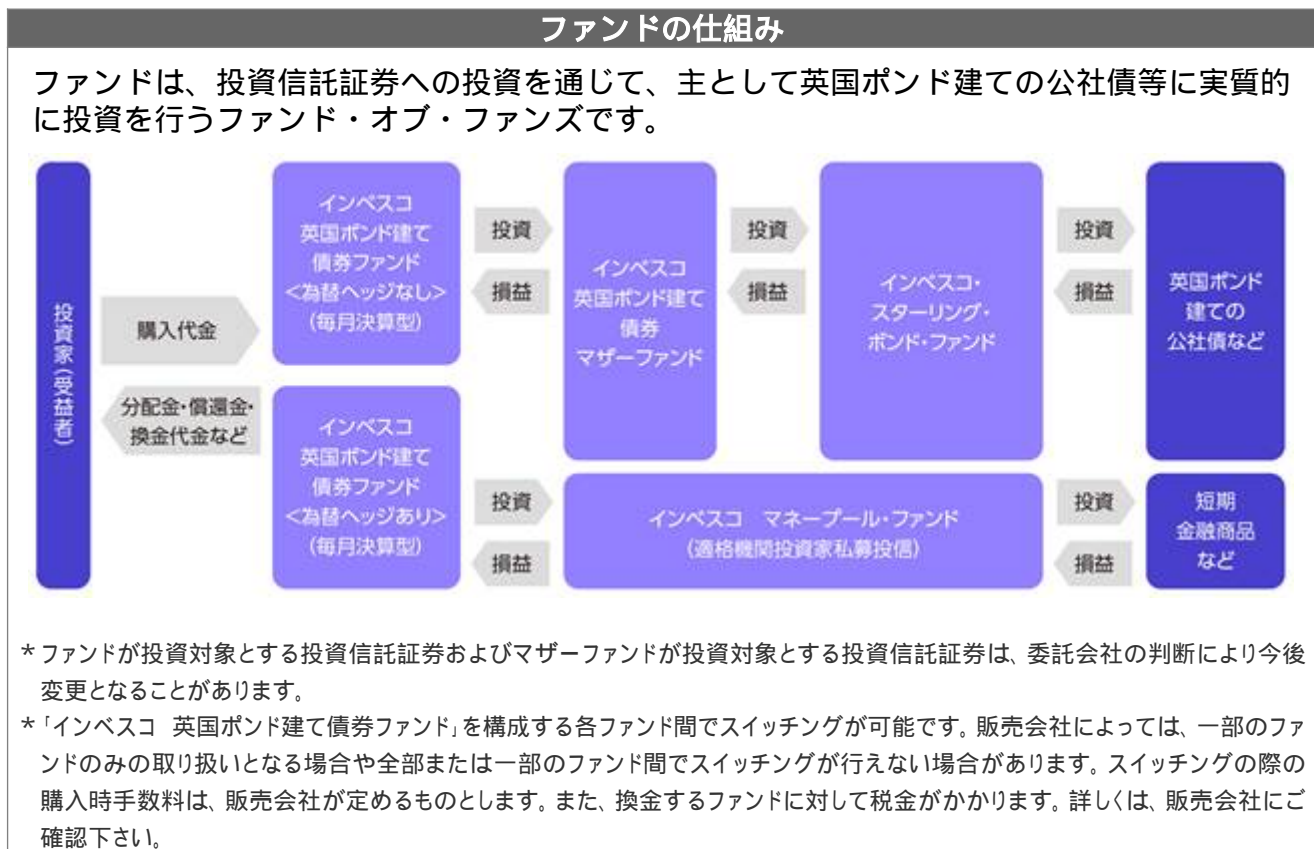 ファンドの仕組み
ファンドは、投資信託証券への投資を通じて、主として英国ポンド建ての公社債等に実質的
に投資を行うファンド・オブ・ファンズです。
投資家(受益者)
購入代金
分配金・償還金・
換金代金など
インベスコ
英国ポンド建て
債券ファンド
<為替ヘッジなし>
(毎月決算型)
インベスコ
英国ポンド建て
債券ファンド
<為替ヘッジあり>
(毎月決算型)
投資
損益
投資
損益
インベスコ
英国ポンド建て
債券
マザーファンド
投資
損益
インベスコ・
スターリング・
ボンド・ファンド
インベスコ マネープール・ファンド
(適格機関投資家私募投信)
投資
損益
投資
損益
英国ポンド
建ての
公社債など
短期
金融商品
など
*ファンドが投資対象とする投資信託証券およびマザーファンドが投資対象とする投資信託証券は、委託会社の判断により今後
変更となることがあります。
*「インベスコ 英国ポンド建て債券ファンド」を構成する各ファンド間でスイッチングが可能です。販売会社によっては、一部のファ
ンドのみの取り扱いとなる場合や全部または一部のファンド間でスイッチングが行えない場合があります。スイッチングの際の
購入時手数料は、販売会社が定めるものとします。また、換金するファンドに対して税金がかかります。詳しくは、販売会社にご
確認下さい。